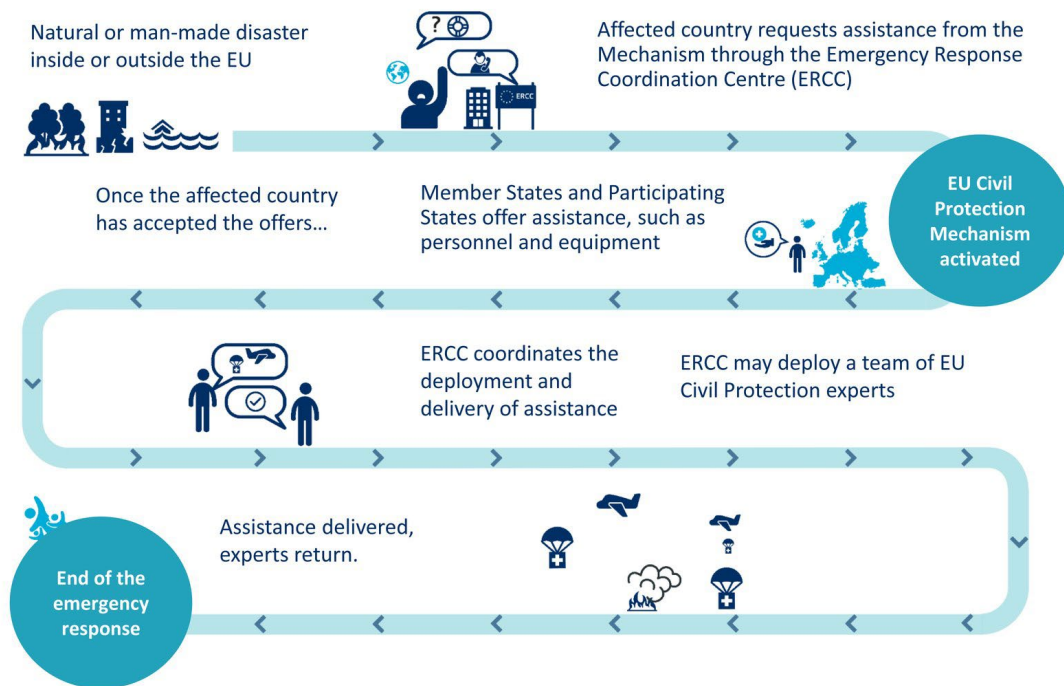 Natural or man-made disaster
inside or outside the EU
?
ERCC
Affected country requests assistance from the
Mechanism through the Emergency Response
Coordination Centre (ERCC)
EU Civil
Protection
Mechanism
activated
Member States and Participating
States offer assistance, such as
personnel and equipment
Once the affected country
has accepted the offers...
ERCC coordinates the
deployment and
delivery of assistance
ERCC may deploy a team of EU
Civil Protection experts
Assistance delivered,
experts return.
End of the
emergency
response